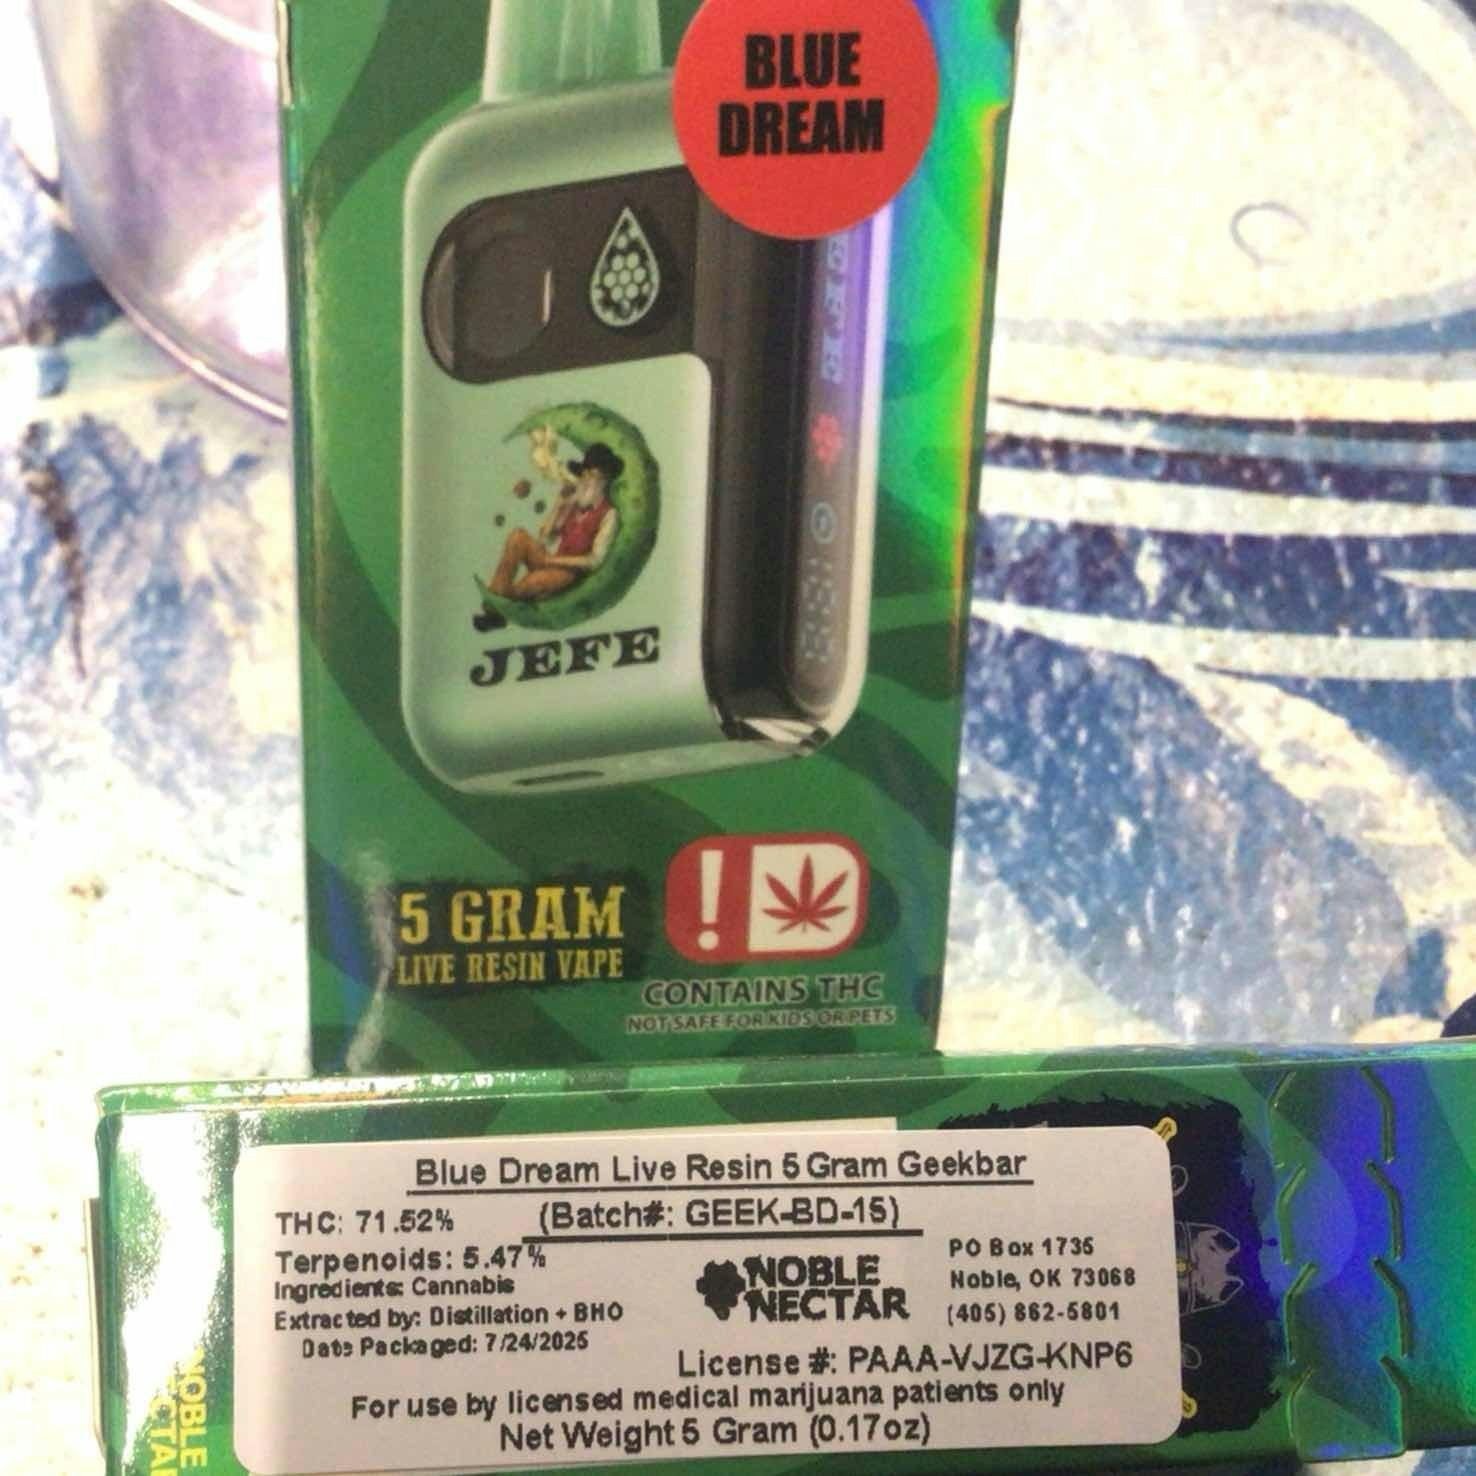 BLUE
DREAM
JEFE
5 GRAM
LIVE RESIN VAPE
!
CONTAINS THC
NOT SAFE FOR KIDS OR PETS
Blue Dream Live Resin 5 Gram Geekbar
(Batch#: GEEK-BD-15)
THC: 71.52%
Terpenoids: 5.47%
Ingredients: Cannabis
Extracted by: Distillation + BHO
Date Packaged: 7/24/2025
NOBLE
NECTAR
PO Box 1735
Noble, OK 73068
(405) 862-5801
License #: PAAA-VJZG-KNP6
For use by licensed medical marijuana patients only
Net Weight 5 Gram (0.17oz)
NOBLE